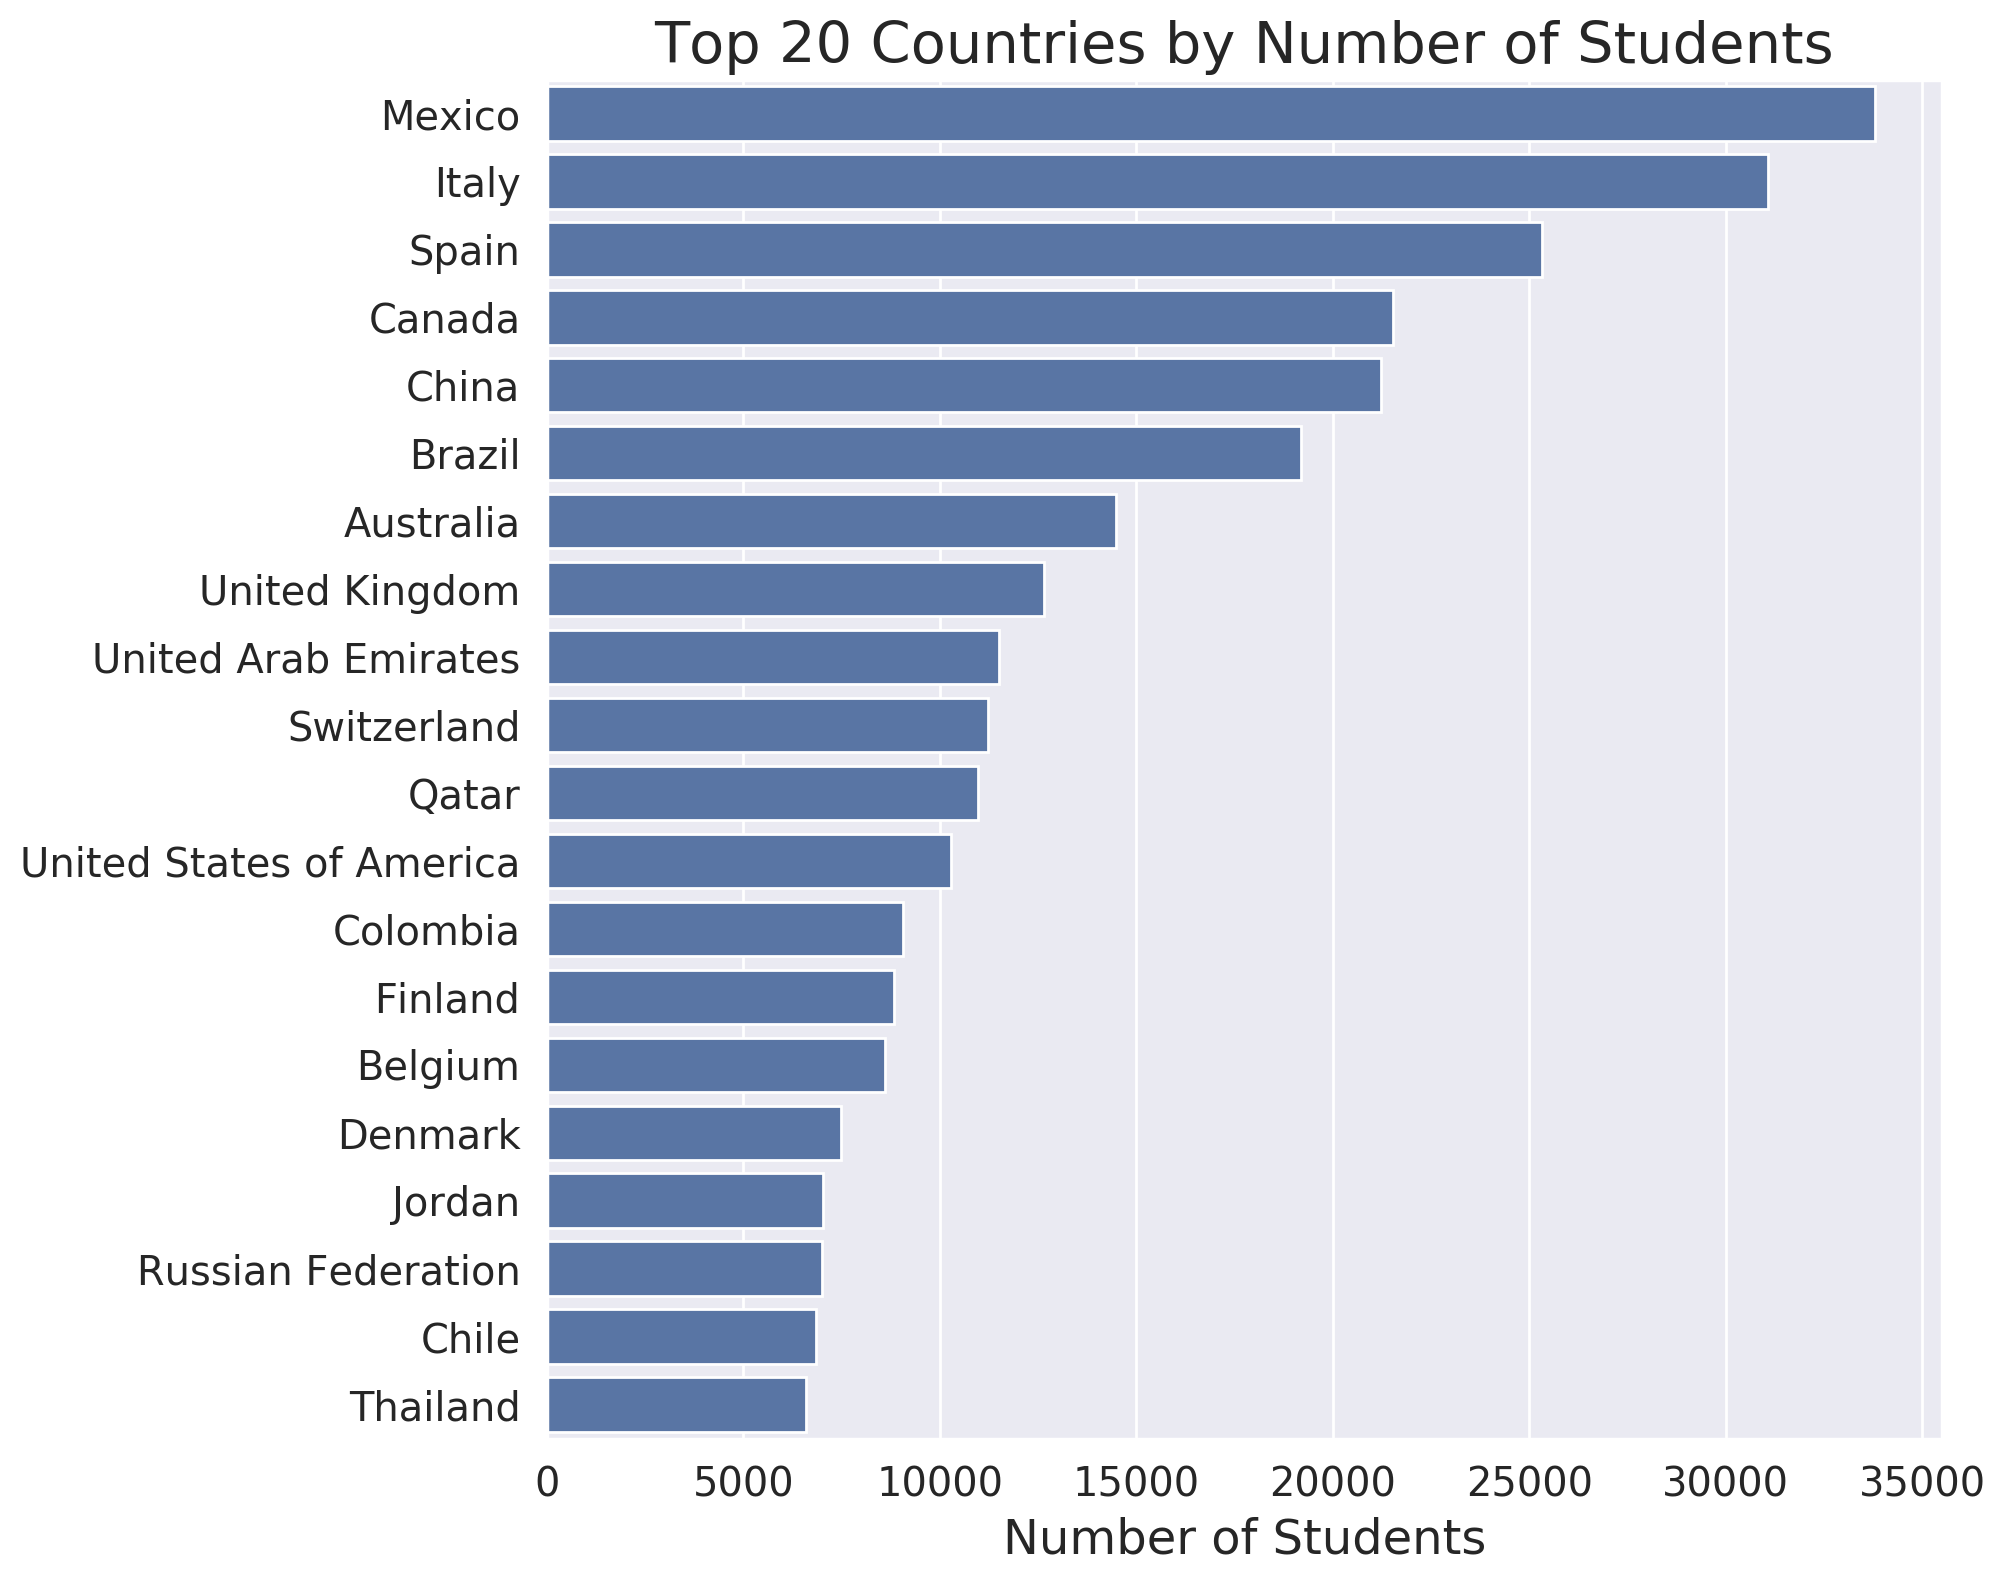 Top 20 Countries by Number of Students
Mexico
Italy
Spain
Canada
China
Brazil
Australia
United Kingdom
United Arab Emirates
Switzerland
Qatar
United States of America
Colombia
Finland
Belgium
Denmark
Jordan
Russian Federation
Chile
Thailand
0 5000 10000 15000 20000 25000 30000 35000
Number of Students